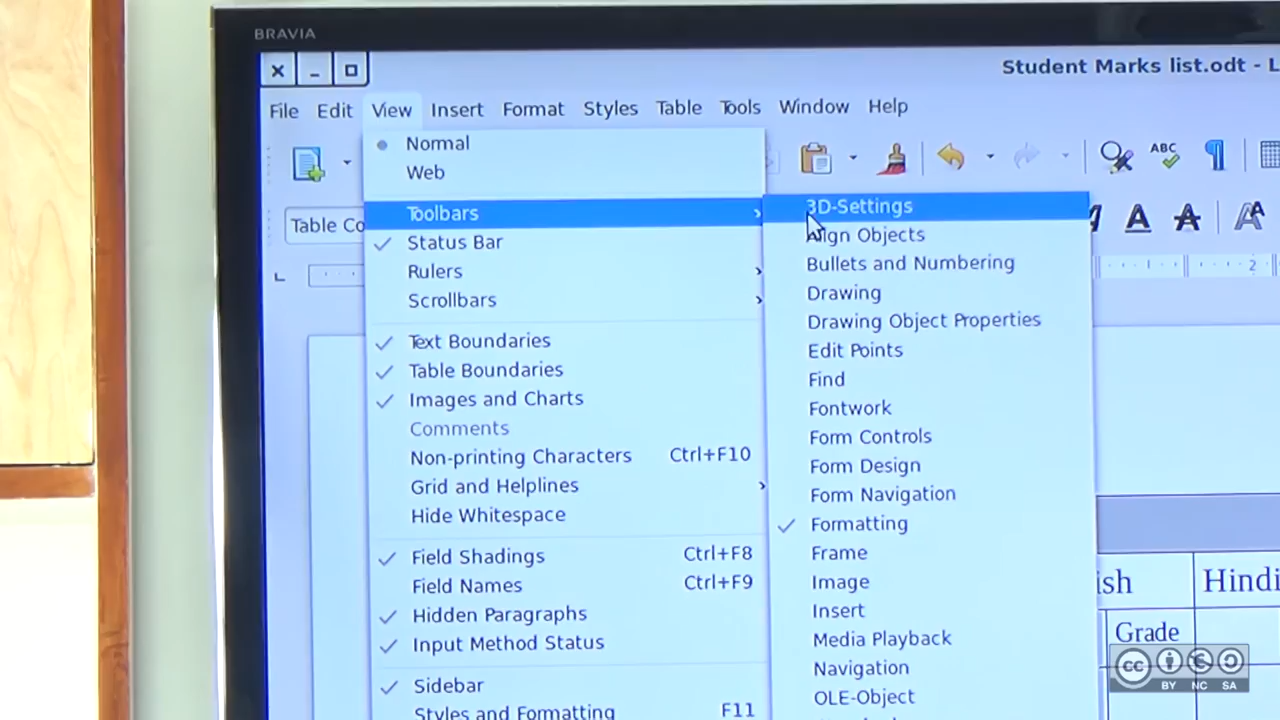 BRAVIA
Student Marks list.odt - L
File Edit View Insert Format Styles Table Tools Window Help
Normal
Web
Toolbars
Status Bar
Rulers
Scrollbars
Text Boundaries
Table Boundaries
Images and Charts
Comments
Non-printing Characters Ctrl+F10
Grid and Helplines
Hide Whitespace
Field Shadings Ctrl+F8
Field Names Ctrl+F9
Hidden Paragraphs
Input Method Status
Sidebar
Styles and Formatting F11
3D-Settings
Align Objects
Bullets and Numbering
Drawing
Drawing Object Properties
Edit Points
Find
Fontwork
Form Controls
Form Design
Form Navigation
Formatting
Frame
Image
Insert
Media Playback
Navigation
OLE-Object
ABC
Table Co
2
ish Hindi
Grade
cc
BY NC SA